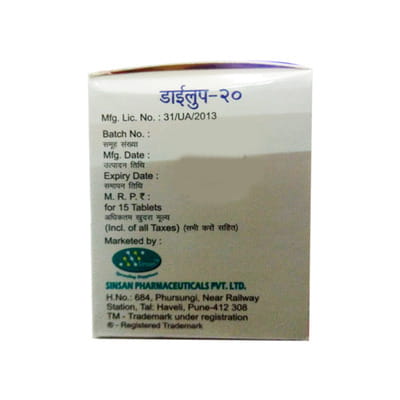 डाईलुप-२०
Mfg. Lic. No. : 31/UA/2013
Batch No. :
समूह संख्या
Mfg. Date :
उत्पादन तिथि
Expiry Date :
समापन तिथि
M. R. P. ₹ :
for 15 Tablets
अधिकतम खुदरा मूल्य
(Incl. of all Taxes) (सभी करों सहित)
Marketed by :
SINSAN PHARMACEUTICALS PVT. LTD.
H.No.: 684, Phursungi, Near Railway
Station, Tal: Haveli, Pune-412 308
TM - Trademark under registration
® - Registered Trademark